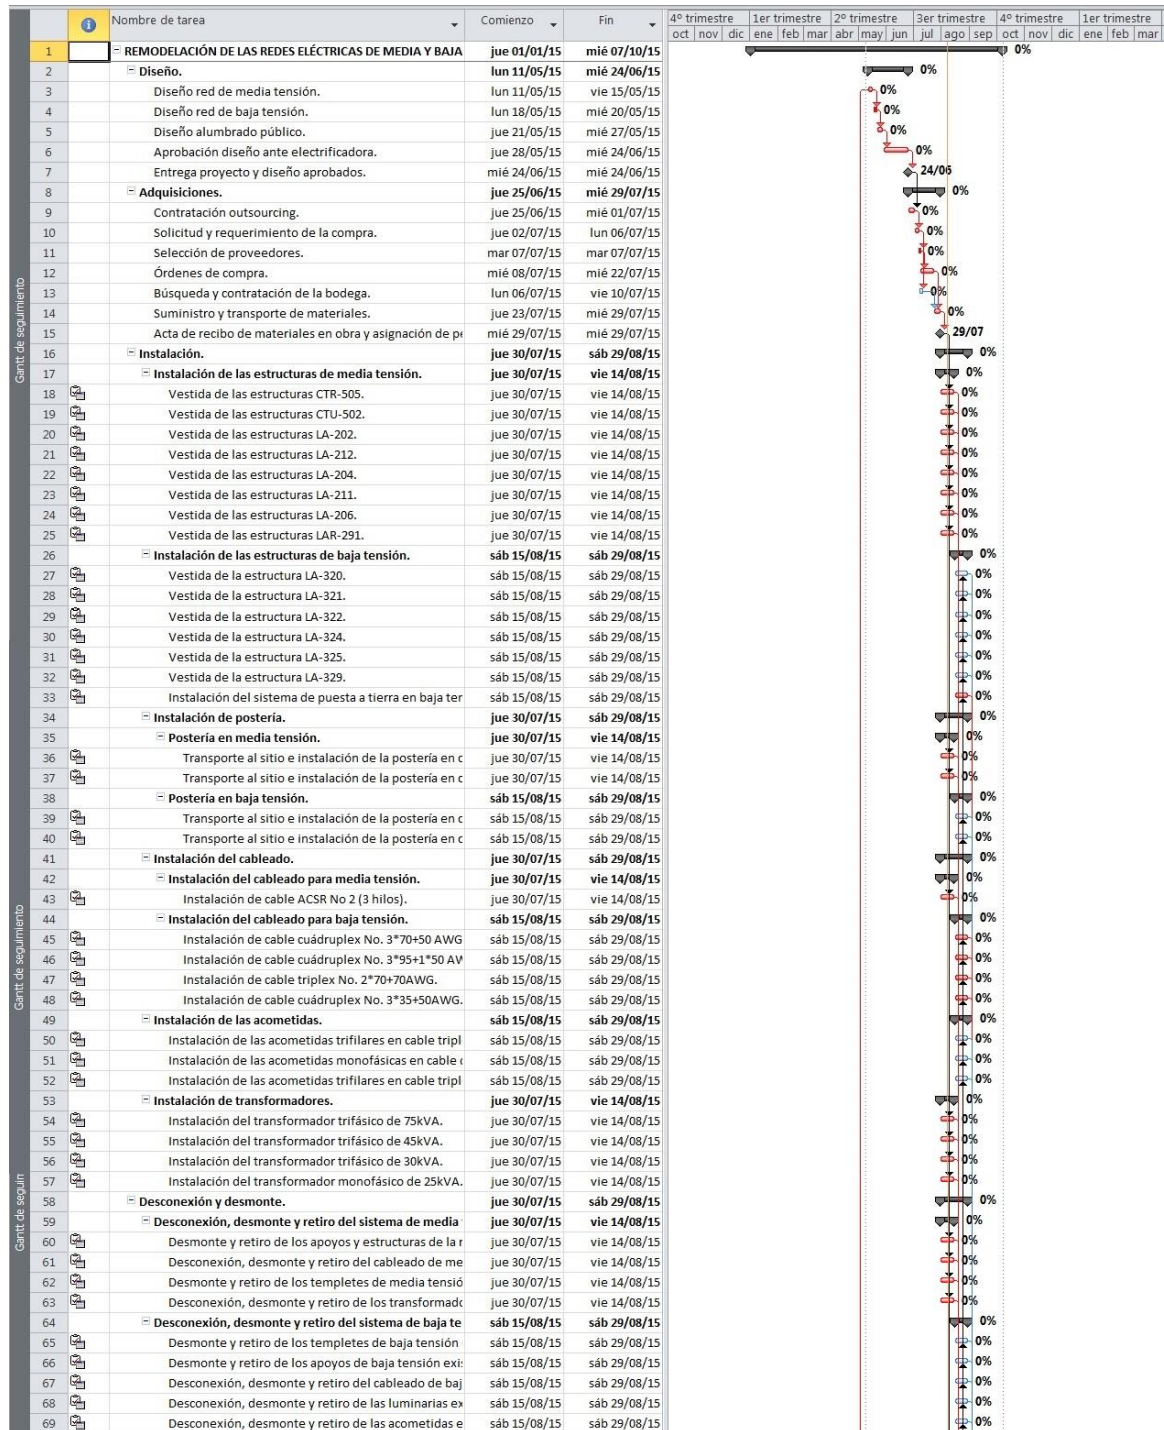 Nombre de tarea Comienzo Fin 4º trimestre 1er trimestre 2º trimestre 3er trimestre 4º trimestre 1er trimestre
oct nov dic ene feb mar abr may jun jul ago sep oct nov dic ene feb mar
1 REMODELACIÓN DE LAS REDES ELÉCTRICAS DE MEDIA Y BAJA jue 01/01/15 mié 07/10/15 0%
2 Diseño. lun 11/05/15 mié 24/06/15 0%
3 Diseño red de media tensión. lun 11/05/15 vie 15/05/15 0%
4 Diseño red de baja tensión. lun 18/05/15 mié 20/05/15 0%
5 Diseño alumbrado público. jue 21/05/15 mié 27/05/15 0%
6 Aprobación diseño ante electrificadora. jue 28/05/15 mié 24/06/15 0%
7 Entrega proyecto y diseño aprobados. mié 24/06/15 mié 24/06/15 24/06
8 Adquisiciones. jue 25/06/15 mié 29/07/15 0%
9 Contratación outsourcing. jue 25/06/15 mié 01/07/15 0%
10 Solicitud y requerimiento de la compra. jue 02/07/15 lun 06/07/15 0%
11 Selección de proveedores. mar 07/07/15 mar 07/07/15 0%
12 Órdenes de compra. mié 08/07/15 mié 22/07/15 0%
13 Búsqueda y contratación de la bodega. lun 06/07/15 vie 10/07/15 0%
14 Suministro y transporte de materiales. jue 23/07/15 mié 29/07/15 0%
15 Acta de recibo de materiales en obra y asignación de pe mié 29/07/15 mié 29/07/15 29/07
16 Instalación. jue 30/07/15 sáb 29/08/15 0%
17 Instalación de las estructuras de media tensión. jue 30/07/15 vie 14/08/15 0%
18 Vestida de las estructuras CTR-505. jue 30/07/15 vie 14/08/15 0%
19 Vestida de las estructuras CTU-502. jue 30/07/15 vie 14/08/15 0%
20 Vestida de las estructuras LA-202. jue 30/07/15 vie 14/08/15 0%
21 Vestida de las estructuras LA-212. jue 30/07/15 vie 14/08/15 0%
22 Vestida de las estructuras LA-204. jue 30/07/15 vie 14/08/15 0%
23 Vestida de las estructuras LA-211. jue 30/07/15 vie 14/08/15 0%
24 Vestida de las estructuras LA-206. jue 30/07/15 vie 14/08/15 0%
25 Vestida de las estructuras LAR-291. jue 30/07/15 vie 14/08/15 0%
26 Instalación de las estructuras de baja tensión. sáb 15/08/15 sáb 29/08/15 0%
27 Vestida de la estructura LA-320. sáb 15/08/15 sáb 29/08/15 0%
28 Vestida de la estructura LA-321. sáb 15/08/15 sáb 29/08/15 0%
29 Vestida de la estructura LA-322. sáb 15/08/15 sáb 29/08/15 0%
30 Vestida de la estructura LA-324. sáb 15/08/15 sáb 29/08/15 0%
31 Vestida de la estructura LA-325. sáb 15/08/15 sáb 29/08/15 0%
32 Vestida de la estructura LA-329. sáb 15/08/15 sáb 29/08/15 0%
33 Instalación del sistema de puesta a tierra en baja ter sáb 15/08/15 sáb 29/08/15 0%
34 Instalación de postería. jue 30/07/15 sáb 29/08/15 0%
35 Postería en media tensión. jue 30/07/15 vie 14/08/15 0%
36 Transporte al sitio e instalación de la postería en c jue 30/07/15 vie 14/08/15 0%
37 Transporte al sitio e instalación de la postería en c jue 30/07/15 vie 14/08/15 0%
38 Postería en baja tensión. sáb 15/08/15 sáb 29/08/15 0%
39 Transporte al sitio e instalación de la postería en c sáb 15/08/15 sáb 29/08/15 0%
40 Transporte al sitio e instalación de la postería en c sáb 15/08/15 sáb 29/08/15 0%
41 Instalación del cableado. jue 30/07/15 sáb 29/08/15 0%
42 Instalación del cableado para media tensión. jue 30/07/15 vie 14/08/15 0%
43 Instalación de cable ACSR No 2 (3 hilos). jue 30/07/15 vie 14/08/15 0%
44 Instalación del cableado para baja tensión. sáb 15/08/15 sáb 29/08/15 0%
45 Instalación de cable cuádruplex No. 3*70+50 AWG sáb 15/08/15 sáb 29/08/15 0%
46 Instalación de cable cuádruplex No. 3*95+1*50 AW sáb 15/08/15 sáb 29/08/15 0%
47 Instalación de cable triplex No. 2*70+70AWG. sáb 15/08/15 sáb 29/08/15 0%
48 Instalación de cable cuádruplex No. 3*35+50AWG. sáb 15/08/15 sáb 29/08/15 0%
49 Instalación de las acometidas. sáb 15/08/15 sáb 29/08/15 0%
50 Instalación de las acometidas trifilares en cable tripl sáb 15/08/15 sáb 29/08/15 0%
51 Instalación de las acometidas monofásicas en cable c sáb 15/08/15 sáb 29/08/15 0%
52 Instalación de las acometidas trifilares en cable tripl sáb 15/08/15 sáb 29/08/15 0%
53 Instalación de transformadores. jue 30/07/15 vie 14/08/15 0%
54 Instalación del transformador trifásico de 75kVA. jue 30/07/15 vie 14/08/15 0%
55 Instalación del transformador trifásico de 45kVA. jue 30/07/15 vie 14/08/15 0%
56 Instalación del transformador trifásico de 30kVA. jue 30/07/15 vie 14/08/15 0%
57 Instalación del transformador monofásico de 25kVA. jue 30/07/15 vie 14/08/15 0%
58 Desconexión y desmonte. jue 30/07/15 sáb 29/08/15 0%
59 Desconexión, desmonte y retiro del sistema de media jue 30/07/15 vie 14/08/15 0%
60 Desmonte y retiro de los apoyos y estructuras de la r jue 30/07/15 vie 14/08/15 0%
61 Desconexión, desmonte y retiro del cableado de me jue 30/07/15 vie 14/08/15 0%
62 Desmonte y retiro de los templetes de media tensió jue 30/07/15 vie 14/08/15 0%
63 Desconexión, desmonte y retiro de los transformado jue 30/07/15 vie 14/08/15 0%
64 Desconexión, desmonte y retiro del sistema de baja te sáb 15/08/15 sáb 29/08/15 0%
65 Desmonte y retiro de los templetes de baja tensión sáb 15/08/15 sáb 29/08/15 0%
66 Desmonte y retiro de los apoyos de baja tensión exi: sáb 15/08/15 sáb 29/08/15 0%
67 Desconexión, desmonte y retiro del cableado de baj sáb 15/08/15 sáb 29/08/15 0%
68 Desconexión, desmonte y retiro de las luminarias ex sáb 15/08/15 sáb 29/08/15 0%
69 Desconexión, desmonte y retiro de las acometidas e sáb 15/08/15 sáb 29/08/15 0%
Gantt de seguimiento
Gantt de seguimiento
Gantt de seguin